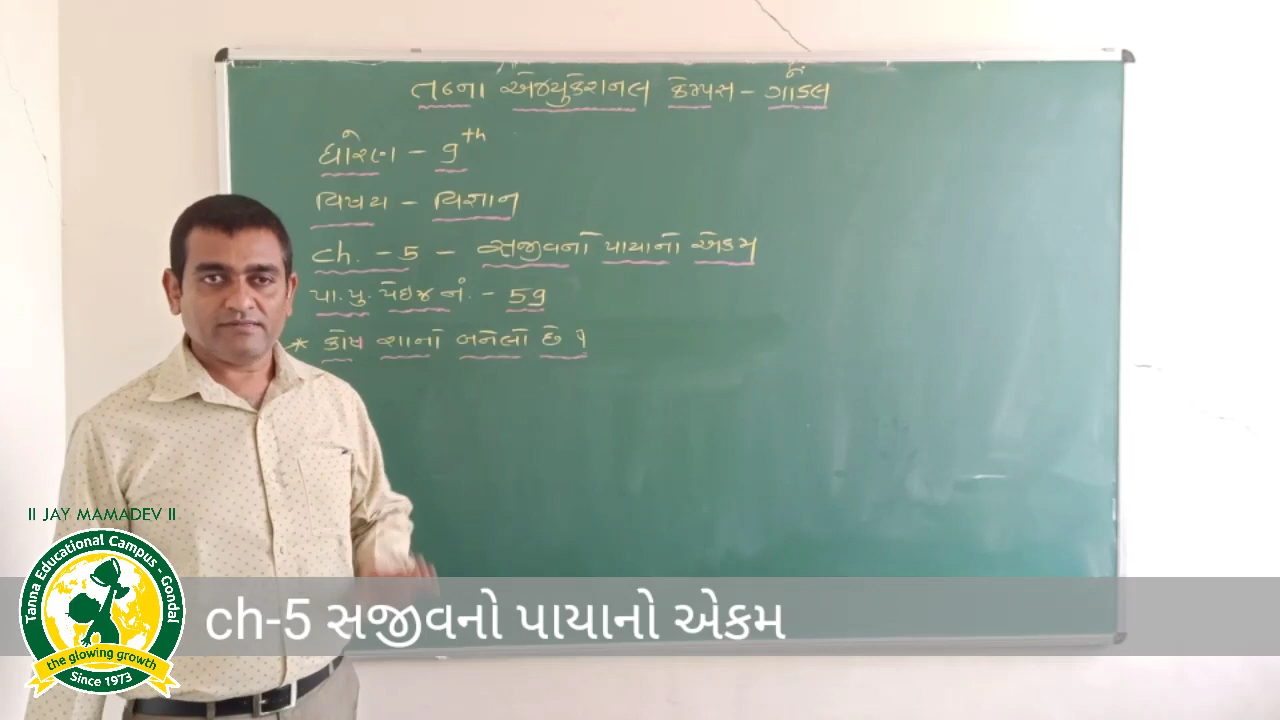 તન્ના એજ્યુકેશનલ કેમ્પસ - ગોંડલ
ધોરણ - 9th
વિષય - વિજ્ઞાન
ch. - 5 - સજીવનો પાયાનો એકમ
પા. પુ. પેઇજ નં. - 59
* કોષ શાનો બનેલો છે ?
II JAY MAMADEV II
Tanna Educational Campus - Gondal
the glowing growth
Since 1973
ch-5 સજીવનો પાયાનો એકમ